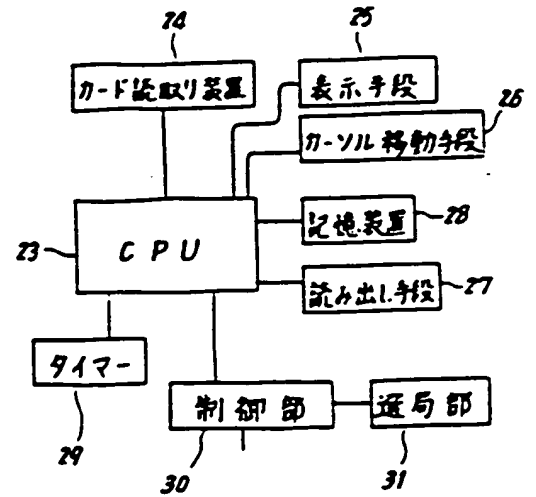 24
カード読取り装置
25
表示手段
26
カーソル移動手段
23
CPU
記憶装置
28
読み出し手段
27
タイマー
29
制御部
30
選局部
31